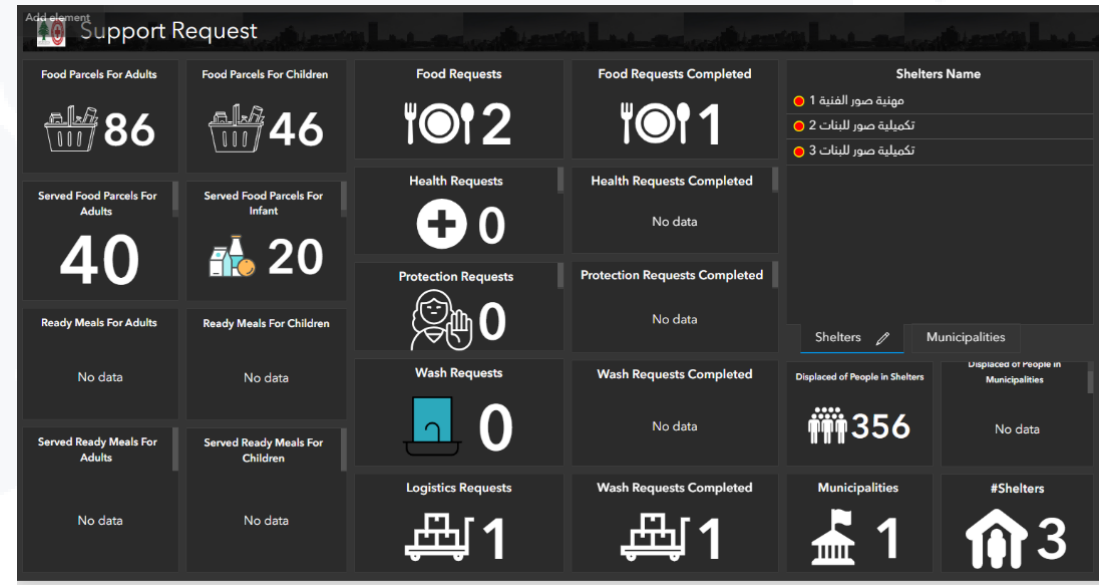 Add element
Support Request
Food Parcels For Adults
86
Food Parcels For Children
46
Food Requests
2
Food Requests Completed
1
Shelters Name
مهنية صور الفنية 1
تكميلية صور للبنات 2
تكميلية صور للبنات 3
Served Food Parcels For
Adults
40
Served Food Parcels For
Infant
20
Health Requests
0
Health Requests Completed
No data
Protection Requests
0
Protection Requests Completed
No data
Ready Meals For Adults
No data
Ready Meals For Children
No data
Shelters
Municipalities
Wash Requests
0
Wash Requests Completed
No data
Displaced of People in Shelters
356
Displaced of People in
Municipalities
No data
Served Ready Meals For
Adults
No data
Served Ready Meals For
Children
No data
Logistics Requests
1
Wash Requests Completed
1
Municipalities
1
#Shelters
3